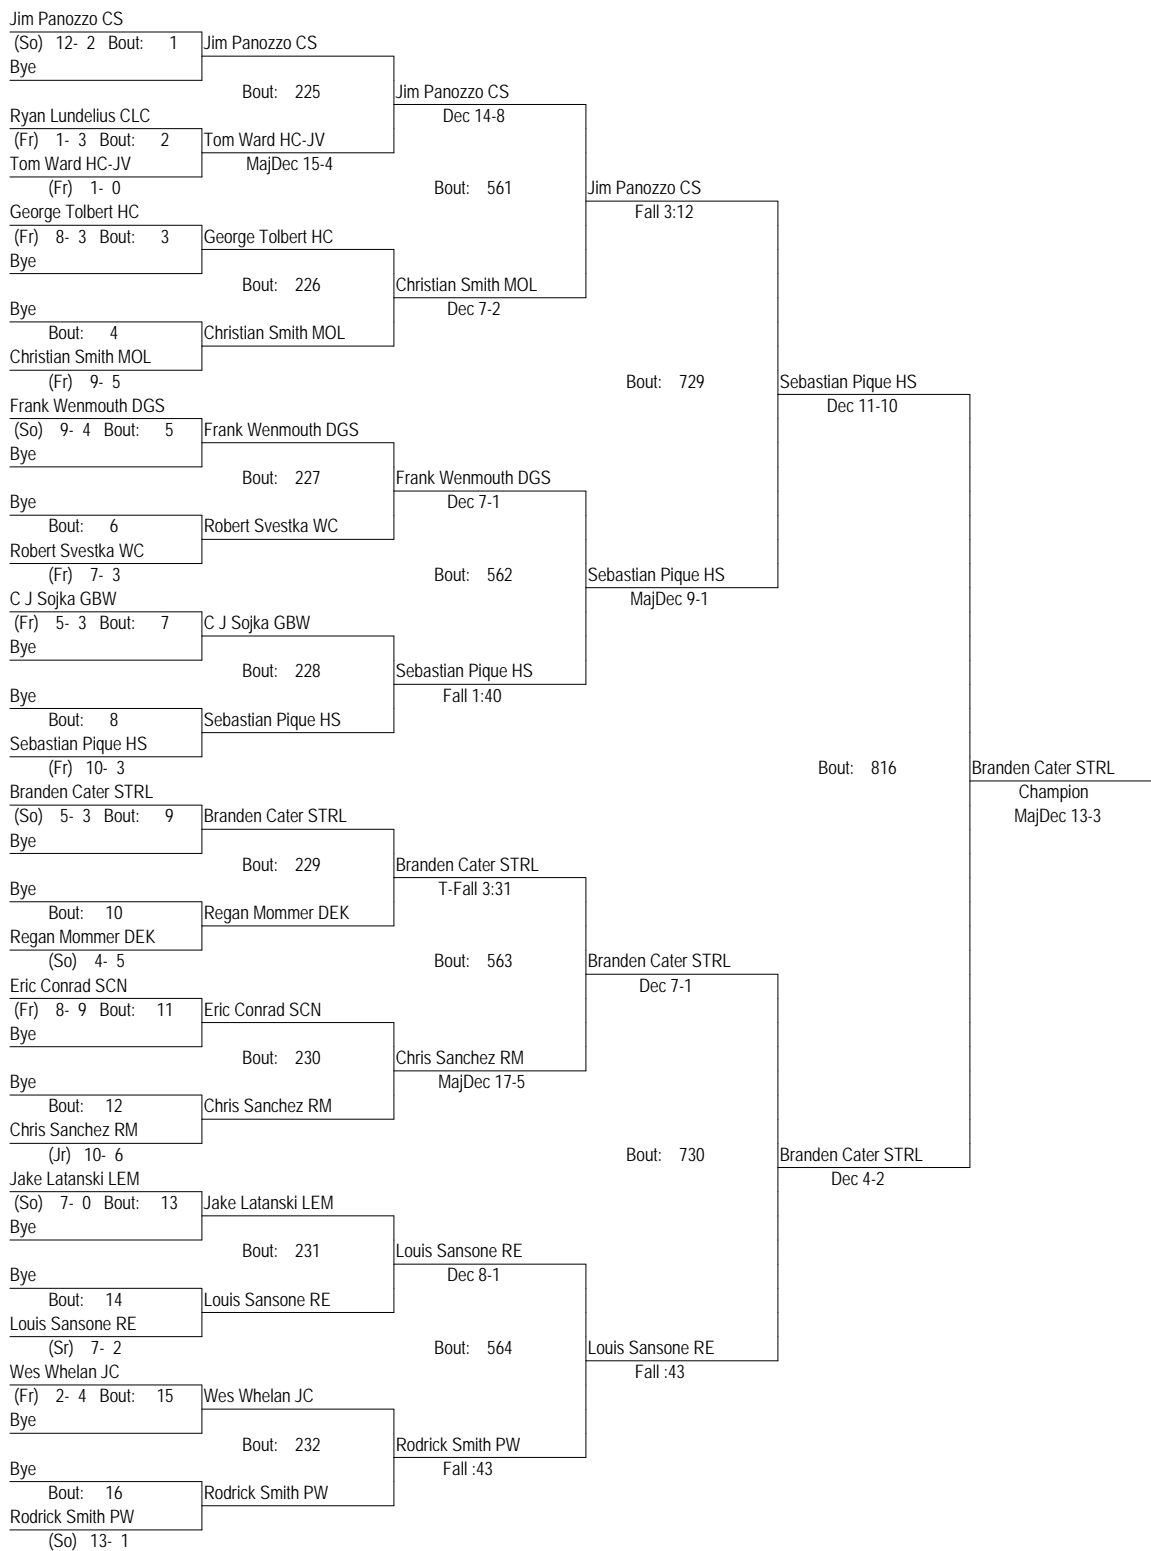 Jim Panozzo CS
(So) 12- 2 Bout: 1 Jim Panozzo CS
Bye
Bout: 225 Jim Panozzo CS
Ryan Lundelius CLC Dec 14-8
(Fr) 1- 3 Bout: 2 Tom Ward HC-JV
Tom Ward HC-JV MajDec 15-4
(Fr) 1- 0 Bout: 561 Jim Panozzo CS
George Tolbert HC Fall 3:12
(Fr) 8- 3 Bout: 3 George Tolbert HC
Bye
Bout: 226 Christian Smith MOL
Bye Dec 7-2
Bout: 4 Christian Smith MOL
Christian Smith MOL
(Fr) 9- 5 Bout: 729 Sebastian Pique HS
Frank Wenmouth DGS Dec 11-10
(So) 9- 4 Bout: 5 Frank Wenmouth DGS
Bye
Bout: 227 Frank Wenmouth DGS
Bye Dec 7-1
Bout: 6 Robert Svestka WC
Robert Svestka WC
(Fr) 7- 3 Bout: 562 Sebastian Pique HS
C J Sojka GBW MajDec 9-1
(Fr) 5- 3 Bout: 7 C J Sojka GBW
Bye
Bout: 228 Sebastian Pique HS
Bye Fall 1:40
Bout: 8 Sebastian Pique HS
Sebastian Pique HS
(Fr) 10- 3 Bout: 816 Branden Cater STRL
Branden Cater STRL Champion
(So) 5- 3 Bout: 9 Branden Cater STRL MajDec 13-3
Bye
Bout: 229 Branden Cater STRL
Bye T-Fall 3:31
Bout: 10 Regan Mommer DEK
Regan Mommer DEK
(So) 4- 5 Bout: 563 Branden Cater STRL
Eric Conrad SCN Dec 7-1
(Fr) 8- 9 Bout: 11 Eric Conrad SCN
Bye
Bout: 230 Chris Sanchez RM
Bye MajDec 17-5
Bout: 12 Chris Sanchez RM
Chris Sanchez RM
(Jr) 10- 6 Bout: 730 Branden Cater STRL
Jake Latanski LEM Dec 4-2
(So) 7- 0 Bout: 13 Jake Latanski LEM
Bye
Bout: 231 Louis Sansone RE
Bye Dec 8-1
Bout: 14 Louis Sansone RE
Louis Sansone RE
(Sr) 7- 2 Bout: 564 Louis Sansone RE
Wes Whelan JC Fall :43
(Fr) 2- 4 Bout: 15 Wes Whelan JC
Bye
Bout: 232 Rodrick Smith PW
Bye Fall :43
Bout: 16 Rodrick Smith PW
Rodrick Smith PW
(So) 13- 1